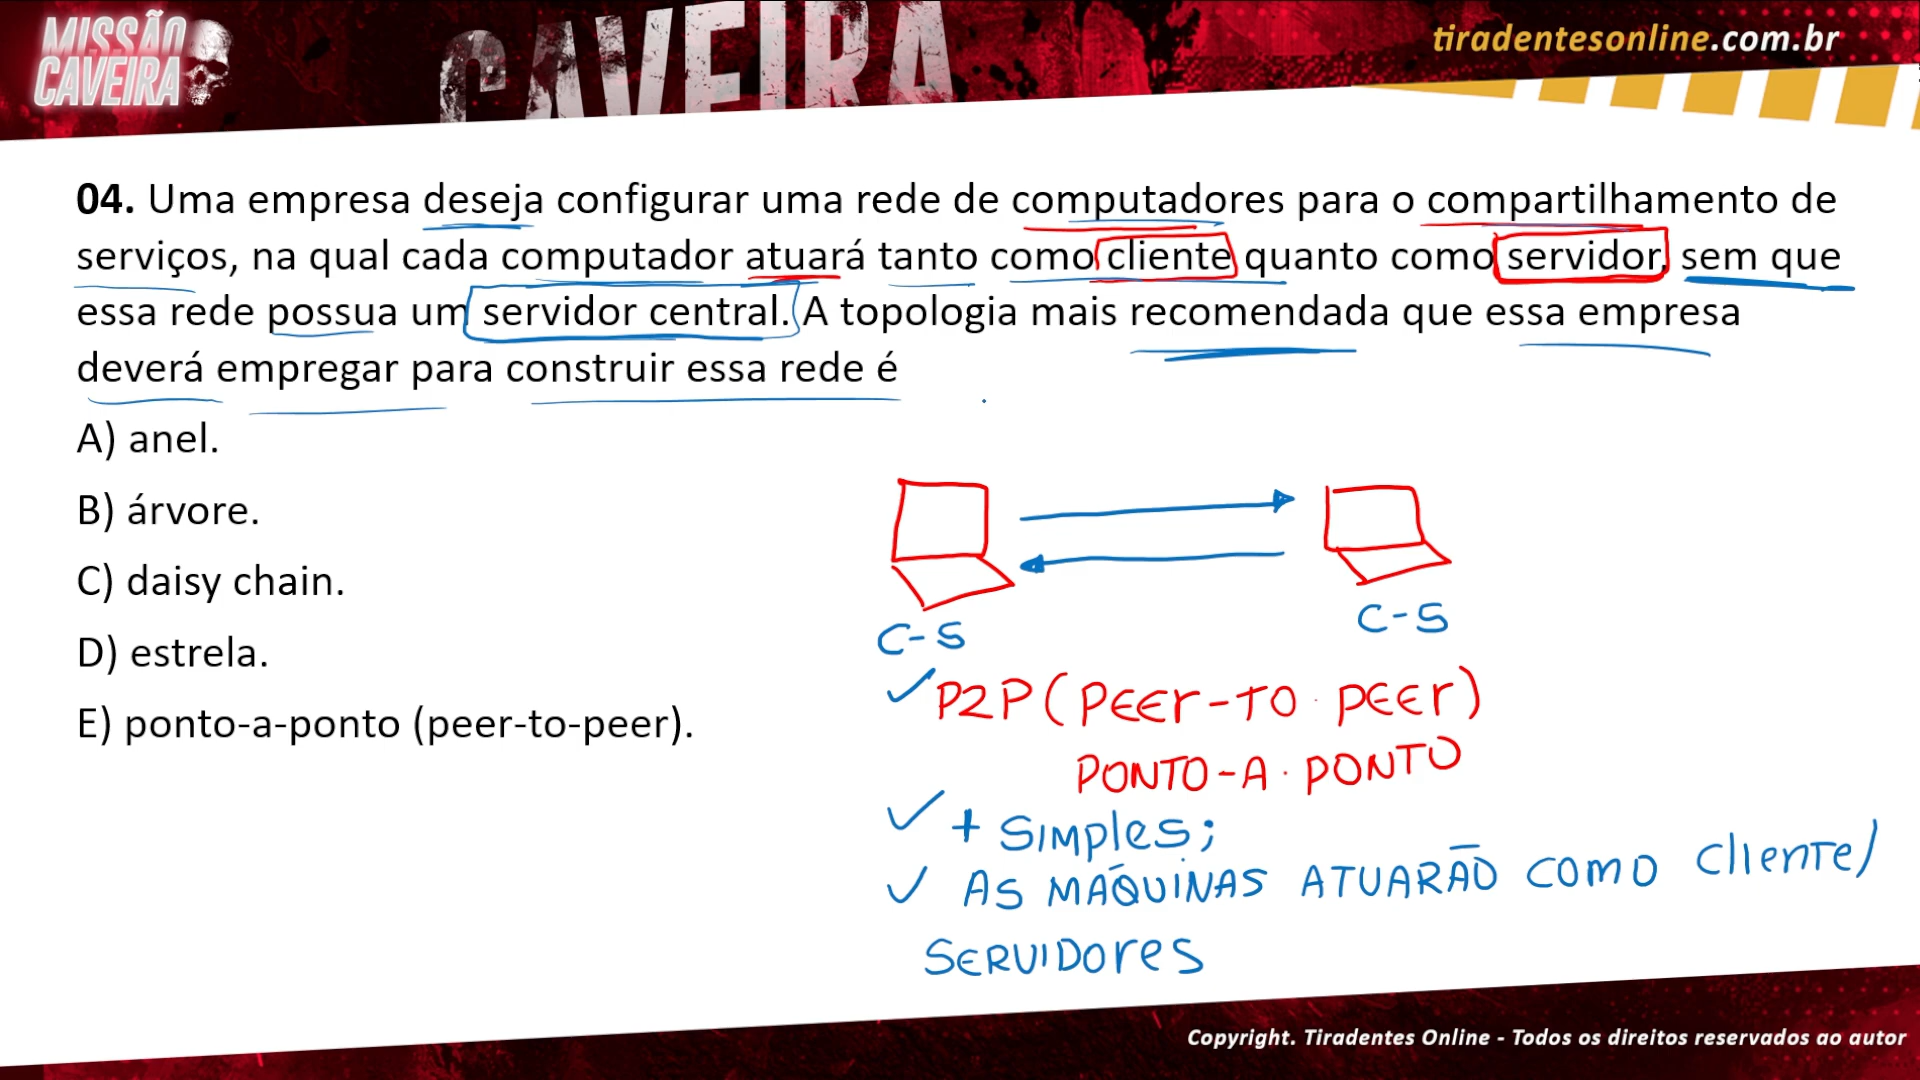 MISSÃO
CAVEIRA
CAVEIRA
tiradentesonline.com.br
04. Uma empresa deseja configurar uma rede de computadores para o compartilhamento de
serviços, na qual cada computador atuará tanto como cliente quanto como servidor, sem que
essa rede possua um servidor central. A topologia mais recomendada que essa empresa
deverá empregar para construir essa rede é
A) anel.
B) árvore.
C) daisy chain.
D) estrela.
E) ponto-a-ponto (peer-to-peer).
C-S
C-S
P2P (PEER-TO-PEER)
PONTO-A-PONTO
+ SIMPLES;
AS MÁQUINAS ATUARÃO COMO CLIENTE/
SERVIDORES
Copyright. Tiradentes Online - Todos os direitos reservados ao autor